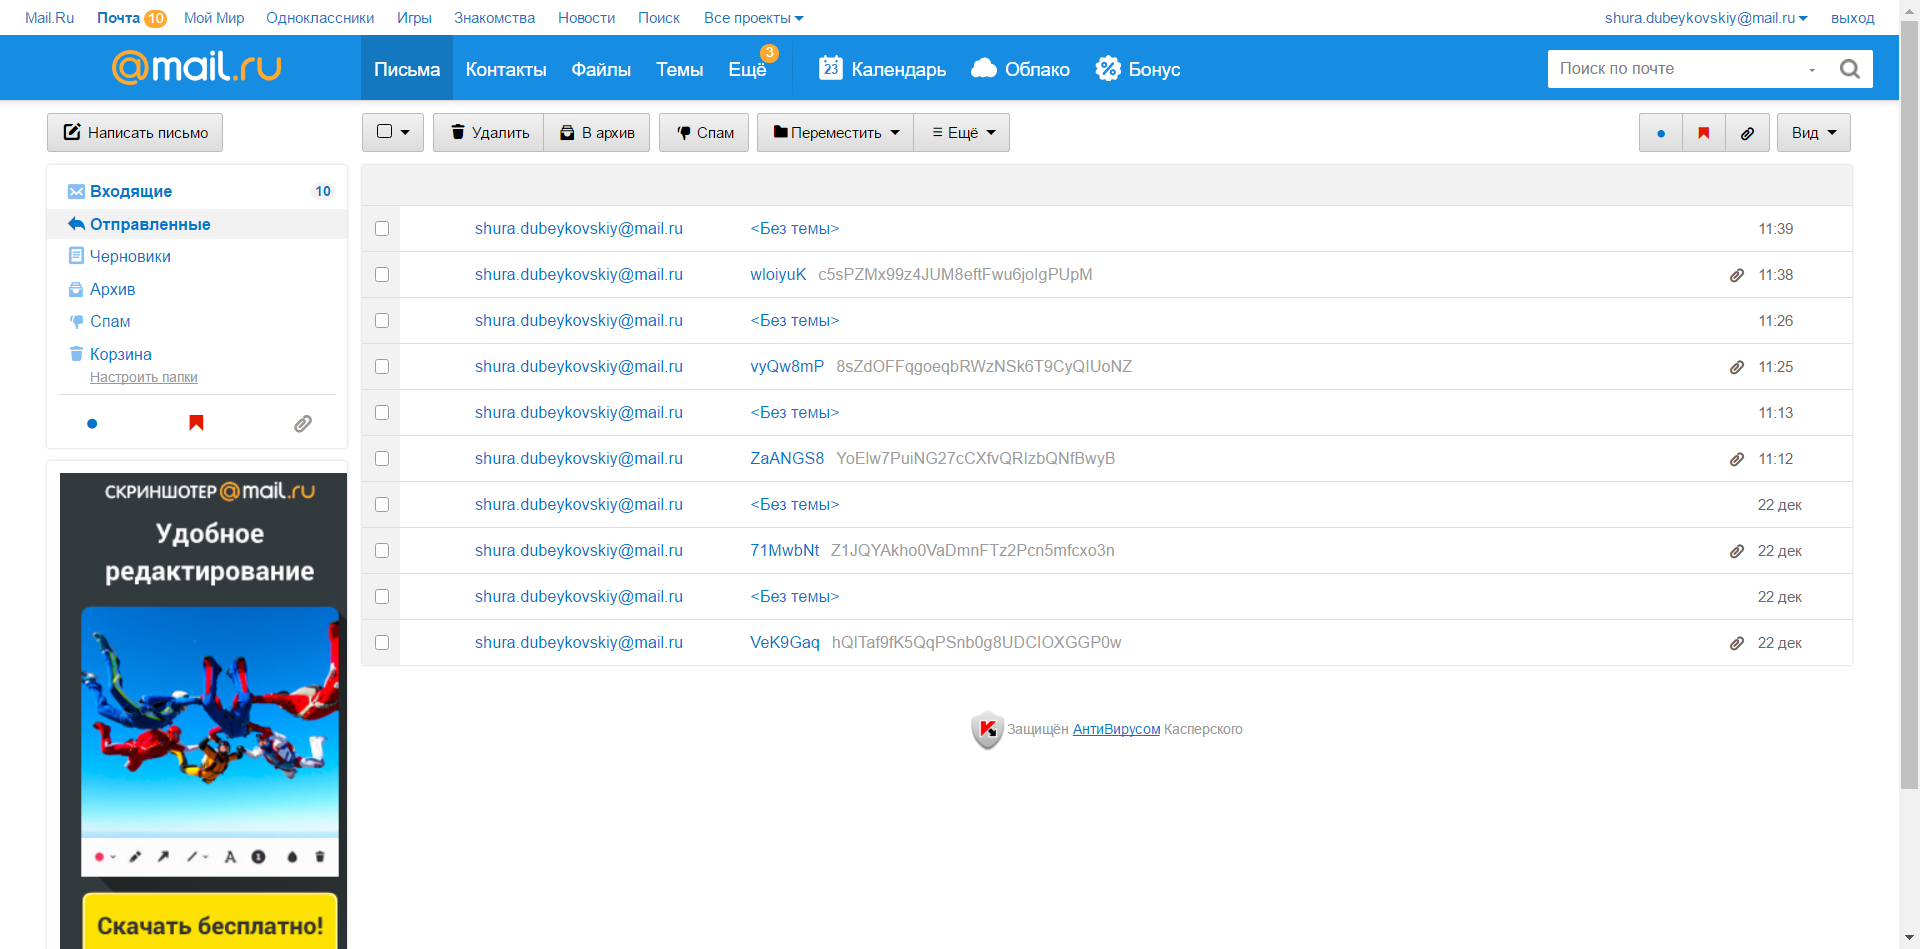 Mail.Ru Почта 10 Мой Мир Одноклассники Игры Знакомства Новости Поиск Все проекты shura.dubeykovskiy@mail.ru выход
@mail.ru Письма Контакты Файлы Темы Ещё 3 23 Календарь Облако Бонус Поиск по почте
Написать письмо Удалить В архив Спам Переместить Ещё Вид
Входящие 10
Отправленные
Черновики
Архив
Спам
Корзина
Настроить папки
СКРИНШОТЕР@mail.ru
Удобное
редактирование
A 1
Скачать бесплатно!
shura.dubeykovskiy@mail.ru <Без темы> 11:39
shura.dubeykovskiy@mail.ru wloiyuK c5sPZMx99z4JUM8eftFwu6joIgPUpM 11:38
shura.dubeykovskiy@mail.ru <Без темы> 11:26
shura.dubeykovskiy@mail.ru vyQw8mP 8sZdOFFqgoeqbRWzNSk6T9CyQIUoNZ 11:25
shura.dubeykovskiy@mail.ru <Без темы> 11:13
shura.dubeykovskiy@mail.ru ZaANGS8 YoElw7PuiNG27cCXfvQRIzbQNfBwyB 11:12
shura.dubeykovskiy@mail.ru <Без темы> 22 дек
shura.dubeykovskiy@mail.ru 71MwbNt Z1JQYAkho0VaDmnFTz2Pcn5mfcxo3n 22 дек
shura.dubeykovskiy@mail.ru <Без темы> 22 дек
shura.dubeykovskiy@mail.ru VeK9Gaq hQITaf9fK5QqPSnb0g8UDCIOXGGP0w 22 дек
Защищён АнтиВирусом Касперского